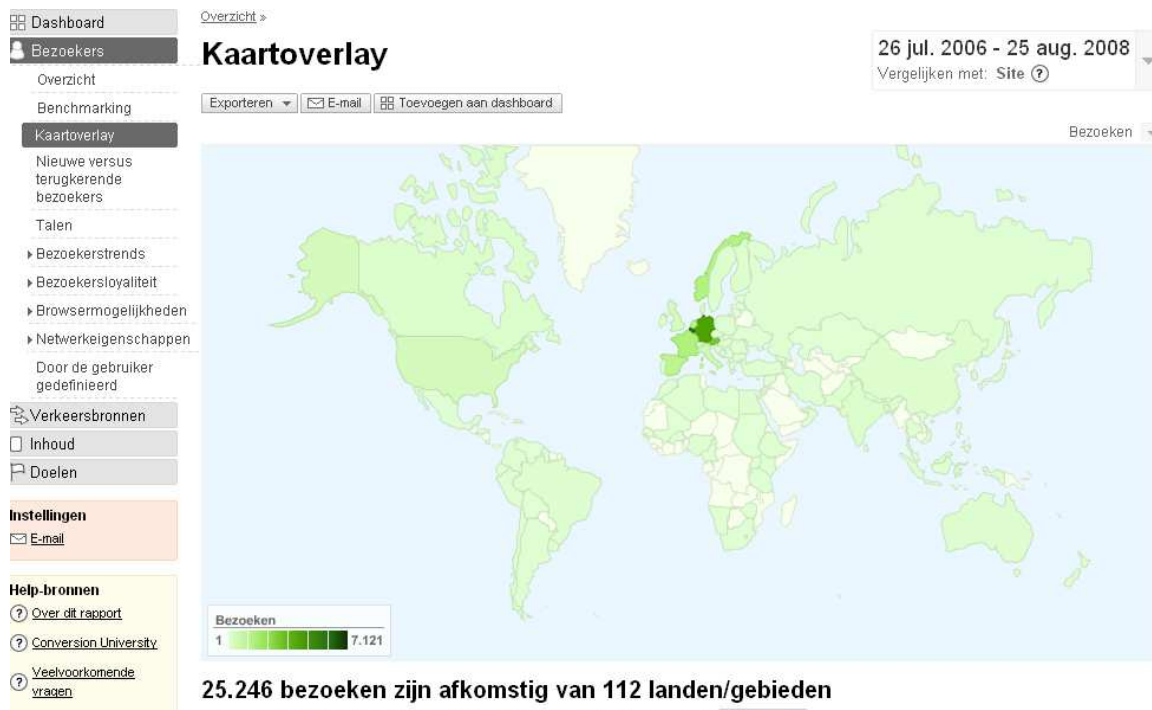 Dashboard
Bezoekers
Overzicht
Benchmarking
Kaartoverlay
Nieuwe versus
terugkerende
bezoekers
Talen
Bezoekerstrends
Bezoekersloyaliteit
Browsermogelijkheden
Netwerkeigenschappen
Door de gebruiker
gedefinieerd
Verkeersbronnen
Inhoud
Doelen
Instellingen
E-mail
Help-bronnen
Over dit rapport
Conversion University
Veelvoorkomende
vragen
Overzicht »
Kaartoverlay
26 jul. 2006 - 25 aug. 2008
Vergelijken met: Site ?
Exporteren E-mail Toevoegen aan dashboard
Bezoeken
Bezoeken
1 7.121
25.246 bezoeken zijn afkomstig van 112 landen/gebieden